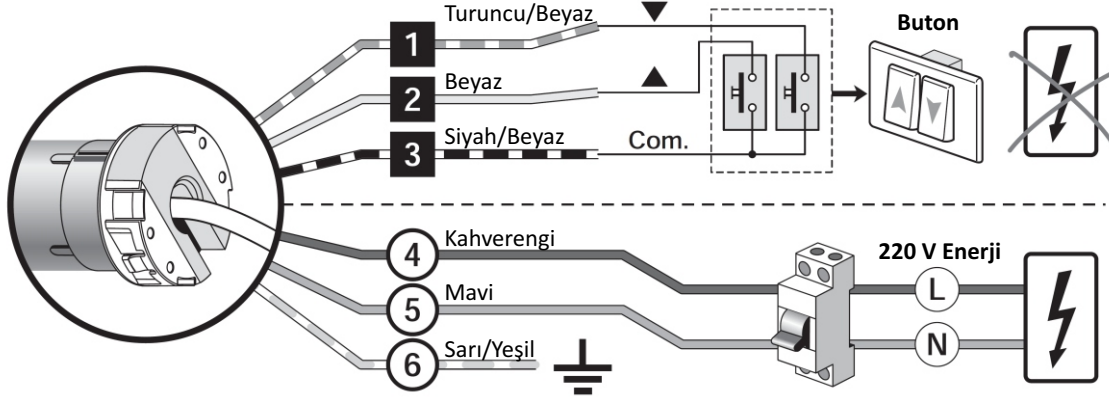 Turuncu/Beyaz
1
Buton
Beyaz
2
Siyah/Beyaz
3
Com.
Kahverengi
4
220 V Enerji
L
Mavi
5
N
Sarı/Yeşil
6